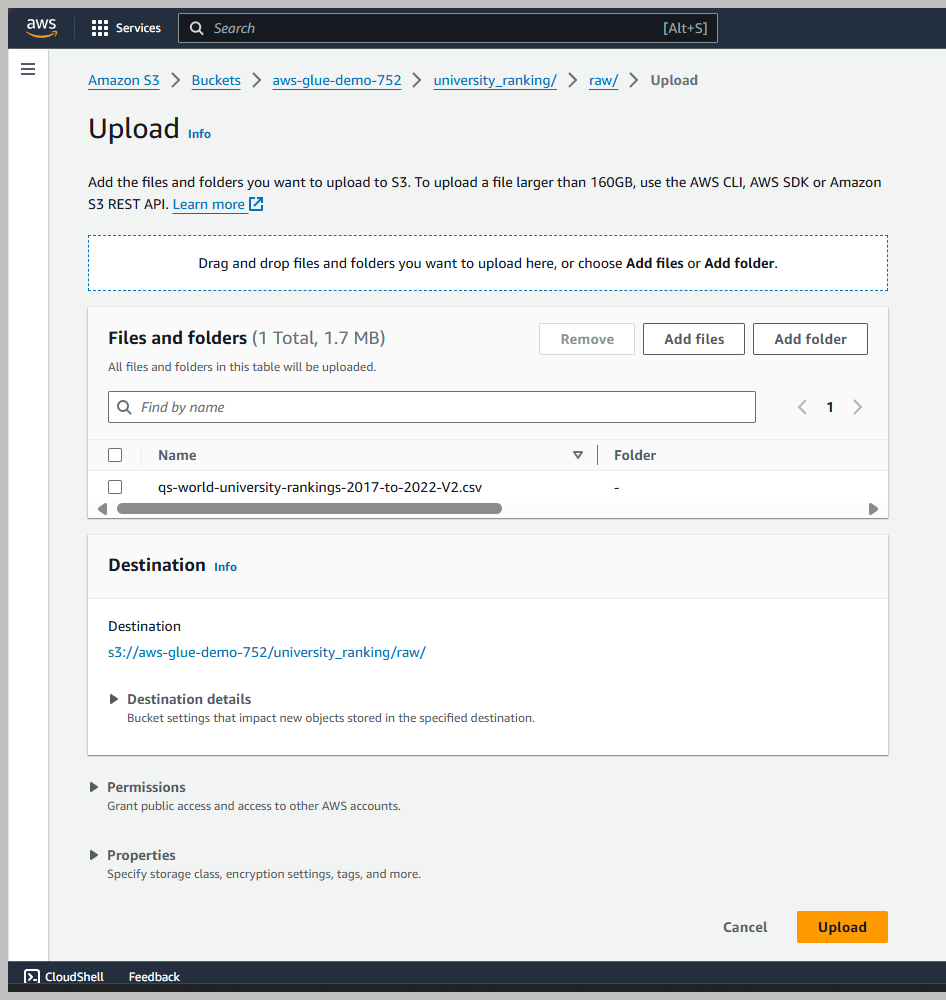 aws
Services
Search [Alt+S]
Amazon S3 > Buckets > aws-glue-demo-752 > university_ranking/ > raw/ > Upload
Upload Info
Add the files and folders you want to upload to S3. To upload a file larger than 160GB, use the AWS CLI, AWS SDK or Amazon
S3 REST API. Learn more
Drag and drop files and folders you want to upload here, or choose Add files or Add folder.
Files and folders (1 Total, 1.7 MB)
Remove
Add files
Add folder
All files and folders in this table will be uploaded.
Find by name
1
Name Folder
qs-world-university-rankings-2017-to-2022-V2.csv -
Destination Info
Destination
s3://aws-glue-demo-752/university_ranking/raw/
Destination details
Bucket settings that impact new objects stored in the specified destination.
Permissions
Grant public access and access to other AWS accounts.
Properties
Specify storage class, encryption settings, tags, and more.
Cancel
Upload
CloudShell Feedback